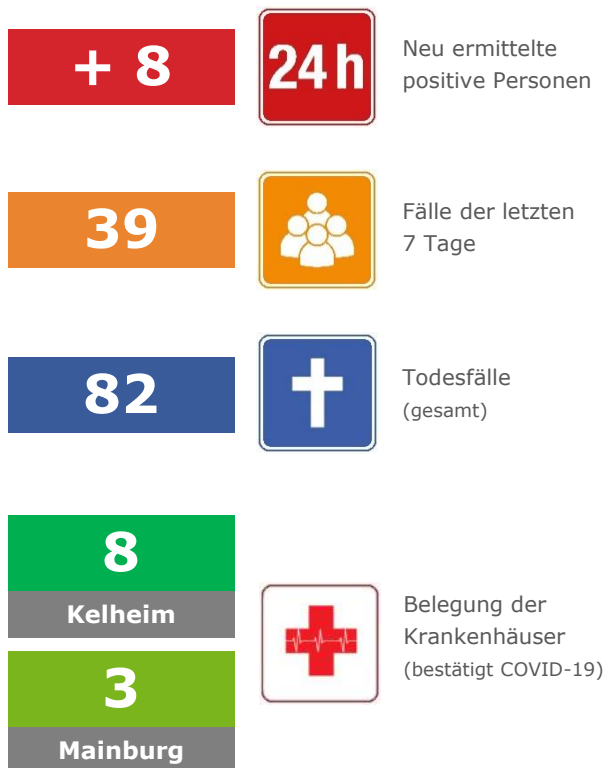 + 8
24h
Neu ermittelte
positive Personen
39
Fälle der letzten
7 Tage
82
Todesfälle
(gesamt)
8
Kelheim
3
Mainburg
Belegung der
Krankenhäuser
(bestätigt COVID-19)